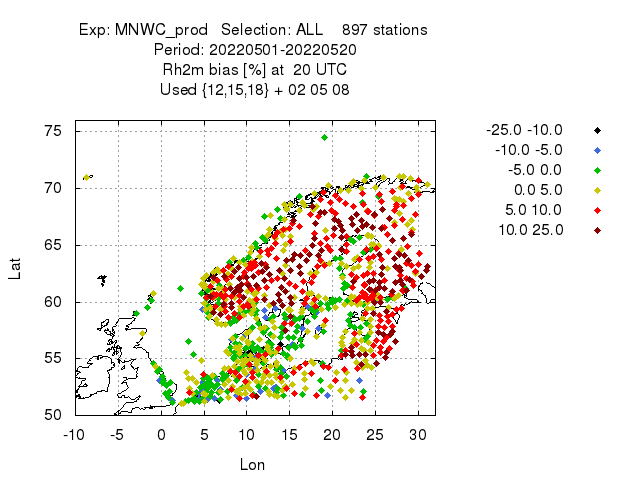 Exp: MNWC_prod   Selection: ALL    897 stations
Period: 20220501-20220520
Rh2m bias [%] at  20 UTC
Used {12,15,18} + 02 05 08
-25.0 -10.0
-10.0 -5.0
-5.0 0.0
0.0 5.0
5.0 10.0
10.0 25.0
75
70
65
60
55
50
Lat
-10 -5 0 5 10 15 20 25 30
Lon